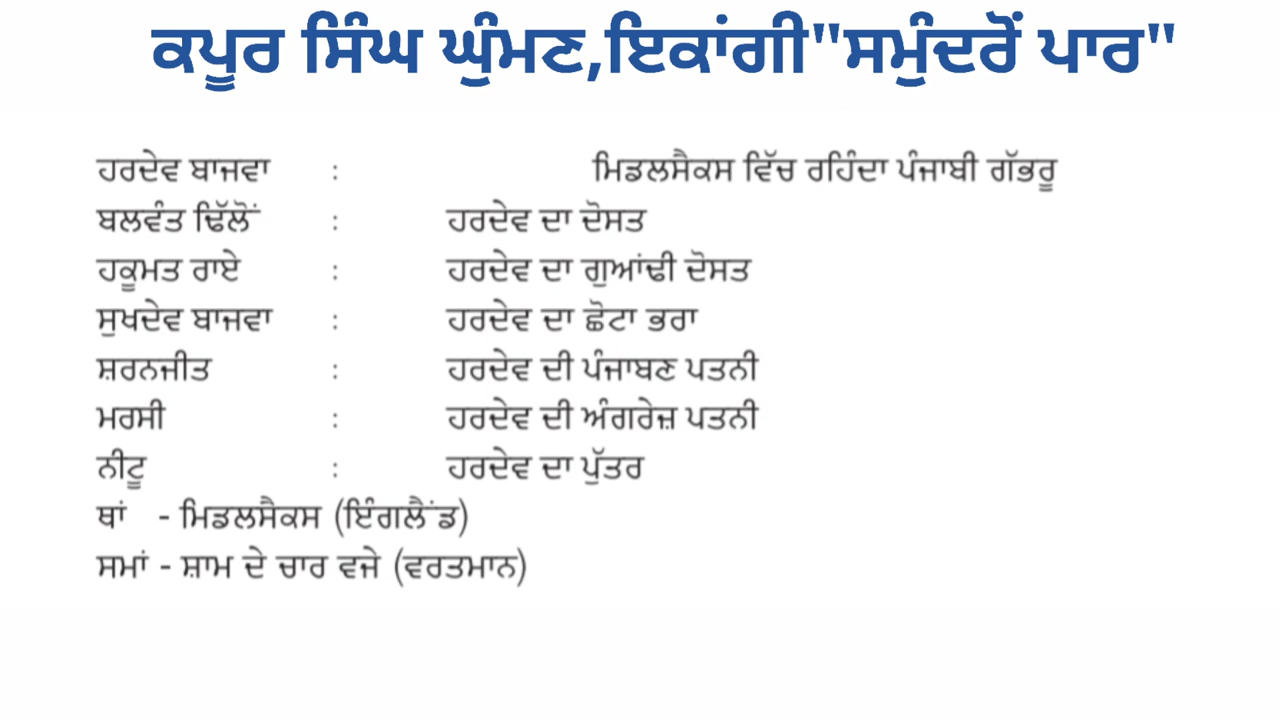 ਕਪੂਰ ਸਿੰਘ ਘੁੰਮਣ,ਇਕਾਂਗੀ"ਸਮੁੰਦਰੋਂ ਪਾਰ"
ਹਰਦੇਵ ਬਾਜਵਾ : ਮਿਡਲਸੈਕਸ ਵਿੱਚ ਰਹਿੰਦਾ ਪੰਜਾਬੀ ਗੱਭਰੂ
ਬਲਵੰਤ ਢਿੱਲੋਂ : ਹਰਦੇਵ ਦਾ ਦੋਸਤ
ਹਕੂਮਤ ਰਾਏ : ਹਰਦੇਵ ਦਾ ਗੁਆਂਢੀ ਦੋਸਤ
ਸੁਖਦੇਵ ਬਾਜਵਾ : ਹਰਦੇਵ ਦਾ ਛੋਟਾ ਭਰਾ
ਸ਼ਰਨਜੀਤ : ਹਰਦੇਵ ਦੀ ਪੰਜਾਬਣ ਪਤਨੀ
ਮਰਸੀ : ਹਰਦੇਵ ਦੀ ਅੰਗਰੇਜ਼ ਪਤਨੀ
ਨੀਟੂ : ਹਰਦੇਵ ਦਾ ਪੁੱਤਰ
ਥਾਂ - ਮਿਡਲਸੈਕਸ (ਇੰਗਲੈਂਡ)
ਸਮਾਂ - ਸ਼ਾਮ ਦੇ ਚਾਰ ਵਜੇ (ਵਰਤਮਾਨ)